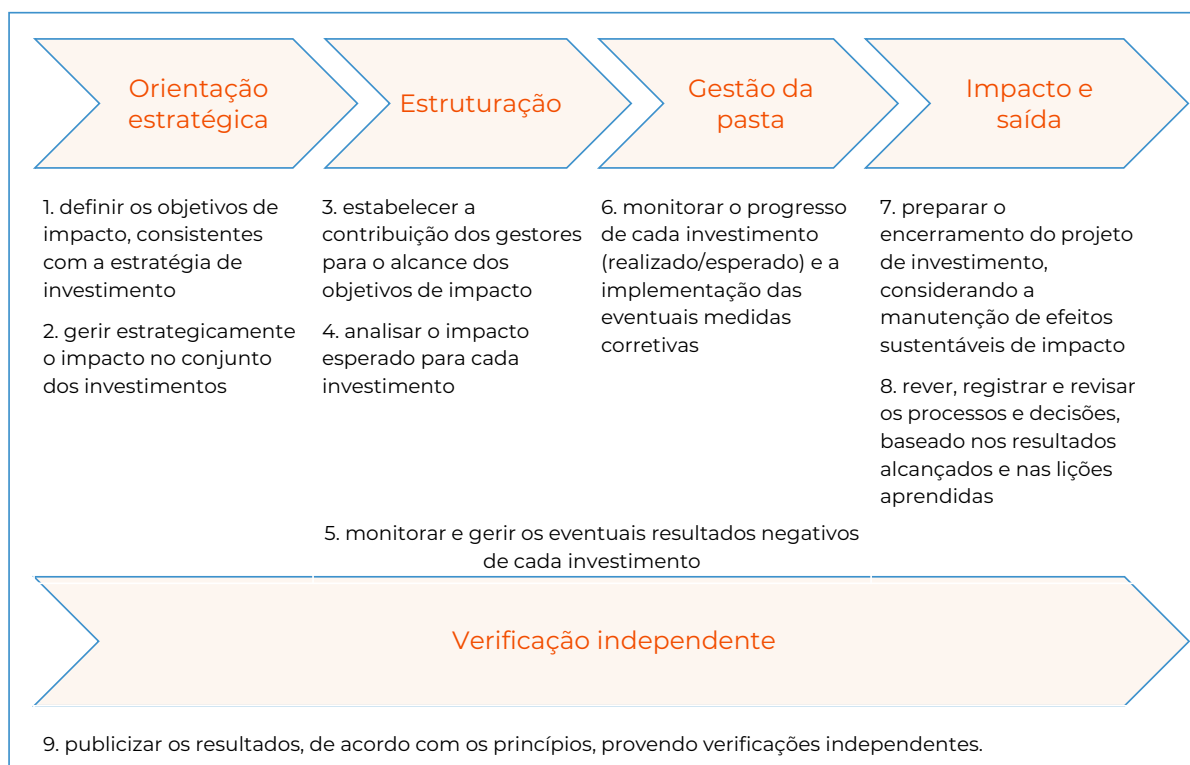 Orientação
estratégica
Estruturação
Gestão da
pasta
Impacto e
saída
1. definir os objetivos de
impacto, consistentes
com a estratégia de
investimento
2. gerir estrategicamente
o impacto no conjunto
dos investimentos
3. estabelecer a
contribuição dos gestores
para o alcance dos
objetivos de impacto
4. analisar o impacto
esperado para cada
investimento
6. monitorar o progresso
de cada investimento
(realizado/esperado) e a
implementação das
eventuais medidas
corretivas
7. preparar o
encerramento do projeto
de investimento,
considerando a
manutenção de efeitos
sustentáveis de impacto
8. rever, registrar e revisar
os processos e decisões,
baseado nos resultados
alcançados e nas lições
aprendidas
5. monitorar e gerir os eventuais resultados negativos
de cada investimento
Verificação independente
9. publicizar os resultados, de acordo com os princípios, provendo verificações independentes.